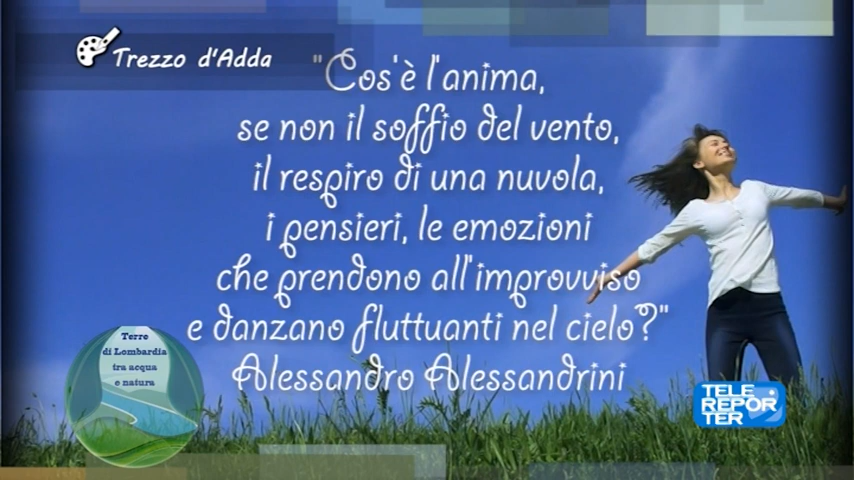 Trezzo d'Adda
"Cos'è l'anima,
se non il soffio del vento,
il respiro di una nuvola,
i pensieri, le emozioni
che prendono all'improvviso
e danzano fluttuanti nel cielo?"
Alessandro Alessandrini
Terre
di Lombardia
tra acqua
e natura
TELE
REPOR
TER